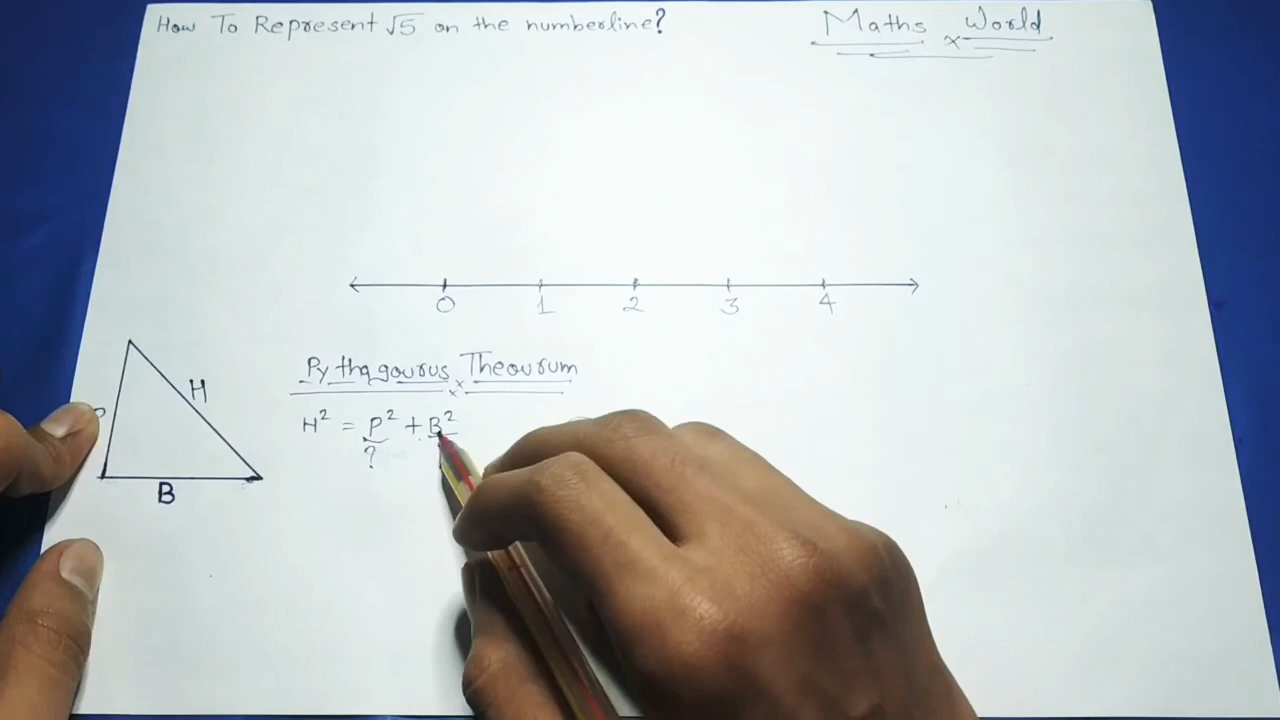 How To Represent √5 on the numberline?
Maths x World
0 1 2 3 4
H
P
B
Pythagourus x Theourum
H² = P² + B²
?